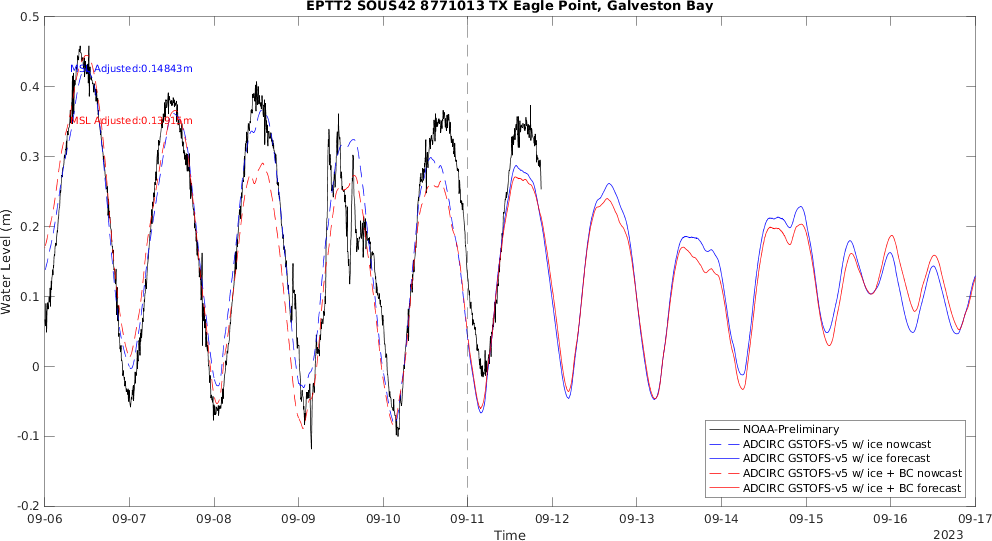 EPTT2 SOUS42 8771013 TX Eagle Point, Galveston Bay
0.5
0.4
0.3
0.2
0.1
0
-0.1
-0.2
Water Level (m)
MSL Adjusted:0.14843m
MSL
NOAA-Preliminary
ADCIRC GSTOFS-v5 w/ ice nowcast
ADCIRC GSTOFS-v5 w/ ice forecast
ADCIRC GSTOFS-v5 w/ ice + BC nowcast
ADCIRC GSTOFS-v5 w/ ice + BC forecast
09-06 09-07 09-08 09-09 09-10 09-11 09-12 09-13 09-14 09-15 09-16 09-17
Time
2023